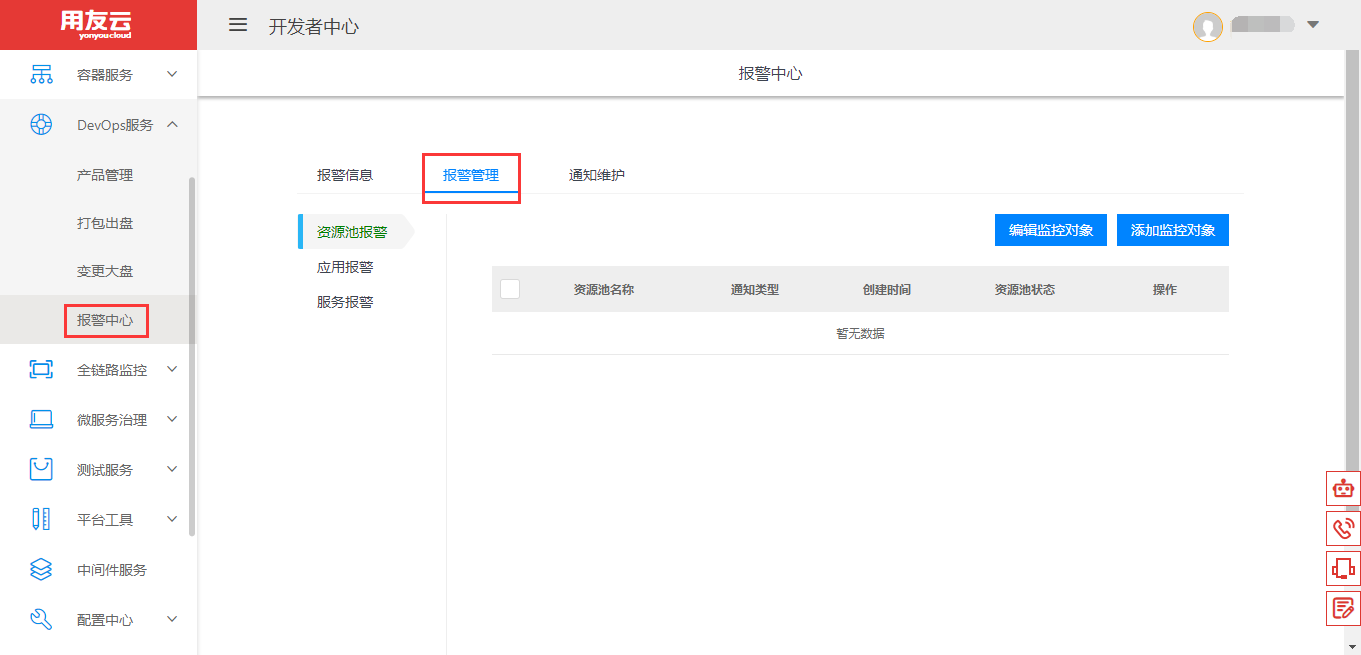 用友云
yonyoucloud
开发者中心
容器服务
DevOps服务
产品管理
打包出盘
变更大盘
报警中心
全链路监控
微服务治理
测试服务
平台工具
中间件服务
配置中心
报警中心
报警信息
报警管理
通知维护
资源池报警
应用报警
服务报警
编辑监控对象
添加监控对象
资源池名称 通知类型 创建时间 资源池状态 操作
暂无数据